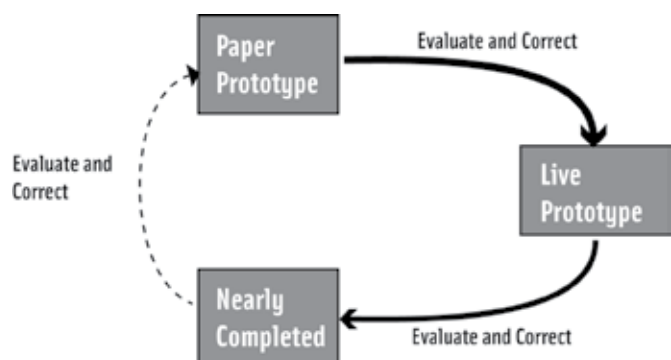 Paper
Prototype
Evaluate and Correct
Live
Prototype
Evaluate and Correct
Nearly
Completed
Evaluate and
Correct